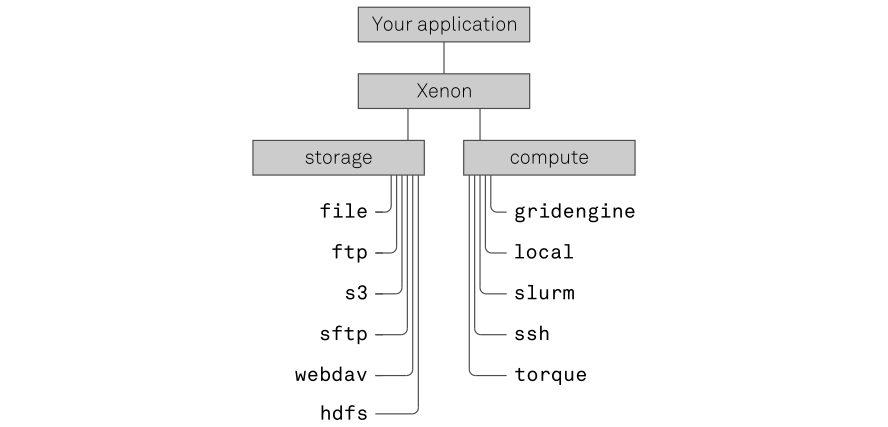 Your application
Xenon
storage
compute
file
ftp
s3
sftp
webdav
hdfs
gridengine
local
slurm
ssh
torque